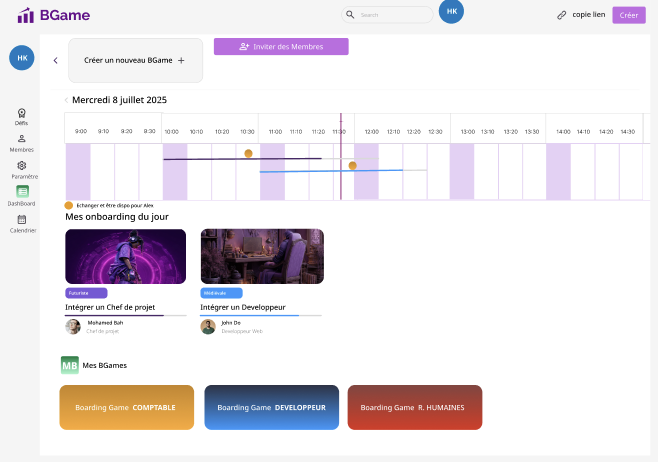 BGame
Search
HK
copie lien
Créer
HK
Créer un nouveau BGame +
Inviter des Membres
Mercredi 8 juillet 2025
9:00 9:10 9:20 9:30 10:00 10:10 10:20 10:30 11:00 11:10 11:20 11:30 12:00 12:10 12:20 12:30 13:00 13:10 13:20 13:30 14:00 14:10 14:20 14:30
Défis
Membres
Paramétre
DashBoard
Calendrier
Echanger et être dispo pour Alex
Mes onboarding du jour
Futuriste
Médiévale
Intégrer un Chef de projet
Intégrer un Developpeur
Mohamed Bah
Chef de projet
John Do
Developpeur Web
MB Mes BGames
Boarding Game COMPTABLE
Boarding Game DEVELOPPEUR
Boarding Game R. HUMAINES